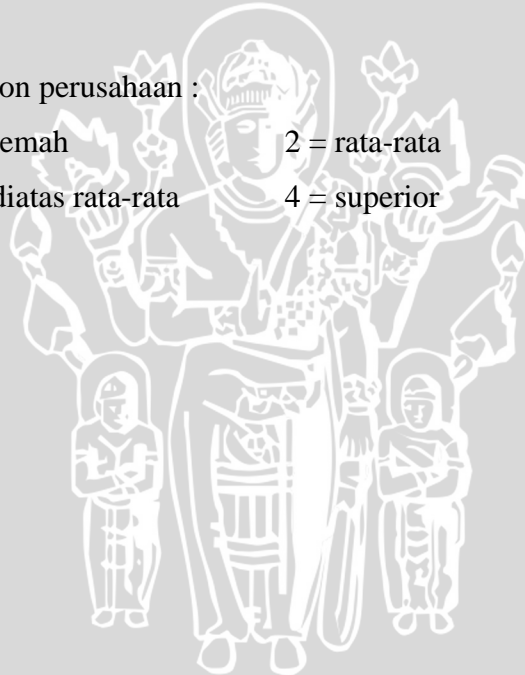 on perusahaan :
emah 2 = rata-rata
diatas rata-rata 4 = superior